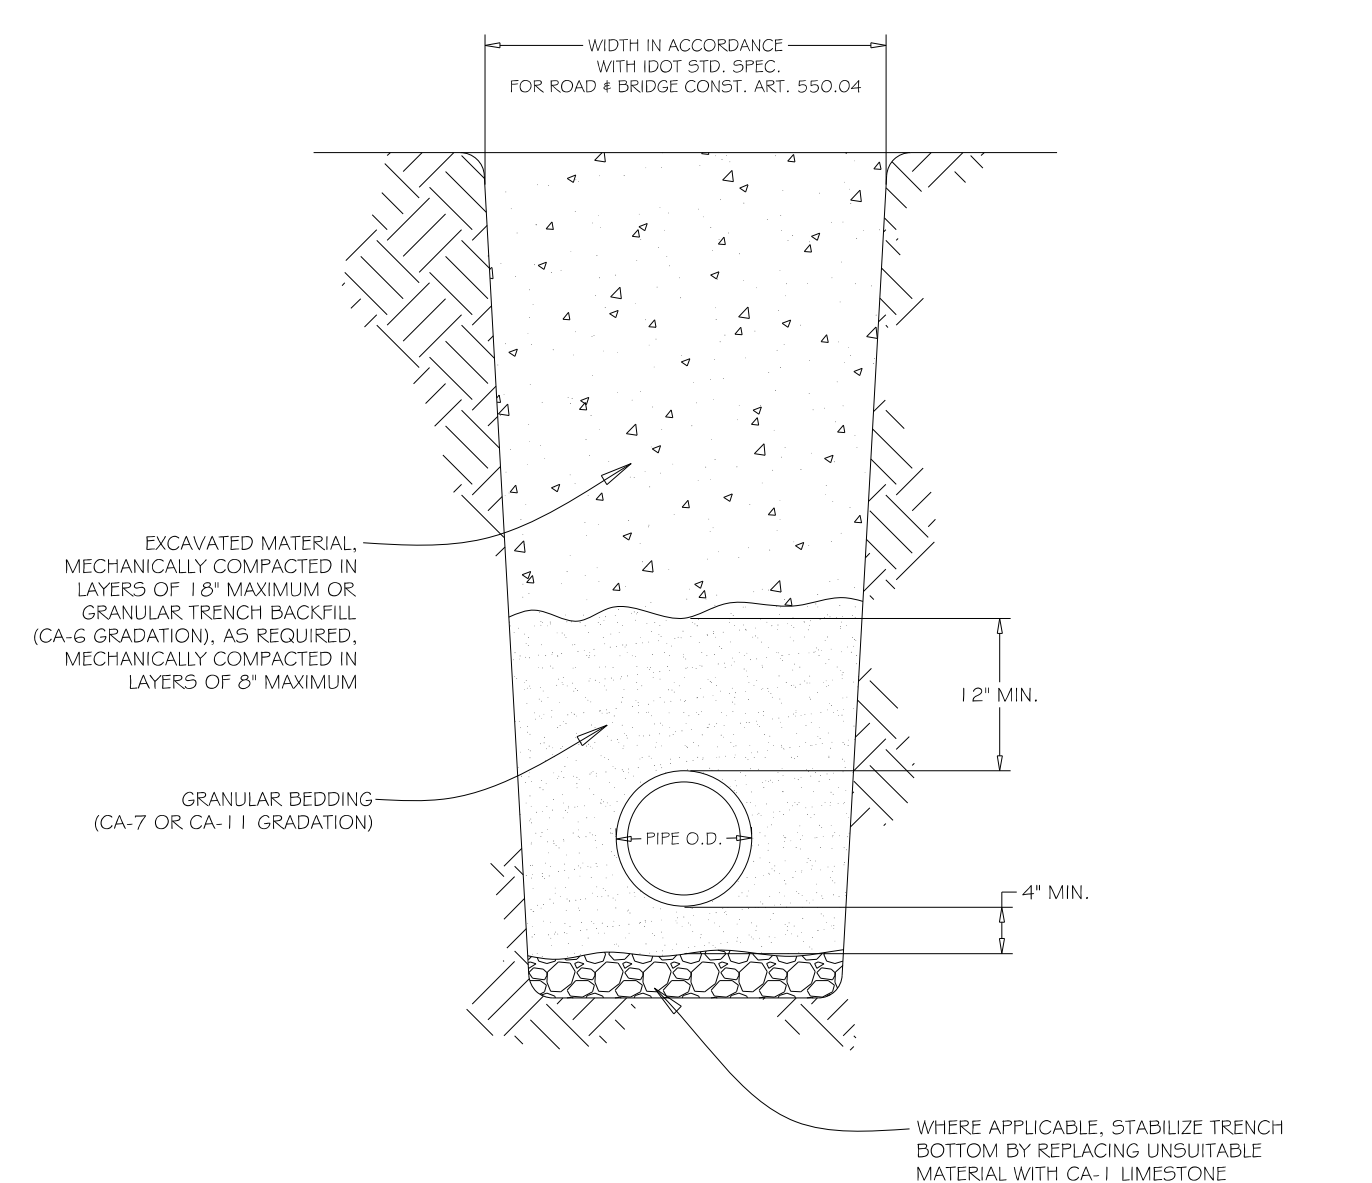 WIDTH IN ACCORDANCE
WITH IDOT STD. SPEC.
FOR ROAD & BRIDGE CONST. ART. 550.04
EXCAVATED MATERIAL,
MECHANICALLY COMPACTED IN
LAYERS OF 18" MAXIMUM OR
GRANULAR TRENCH BACKFILL
(CA-6 GRADATION), AS REQUIRED,
MECHANICALLY COMPACTED IN
LAYERS OF 8" MAXIMUM
12" MIN.
GRANULAR BEDDING
(CA-7 OR CA-11 GRADATION)
PIPE O.D.
4" MIN.
WHERE APPLICABLE, STABILIZE TRENCH
BOTTOM BY REPLACING UNSUITABLE
MATERIAL WITH CA-1 LIMESTONE